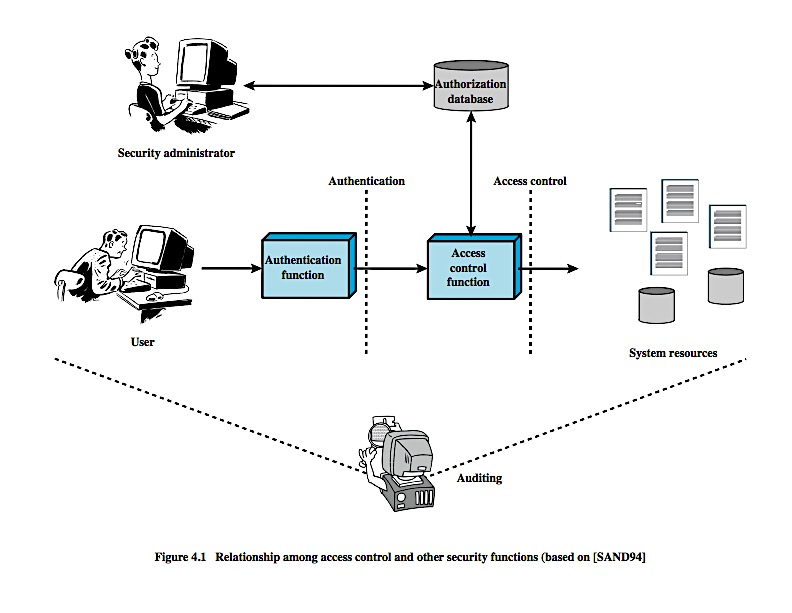 Authorization
database
Security administrator
Authentication
Access control
Authentication
function
Access
control
function
User
System resources
Auditing
Figure 4.1 Relationship among access control and other security functions (based on [SAND94]